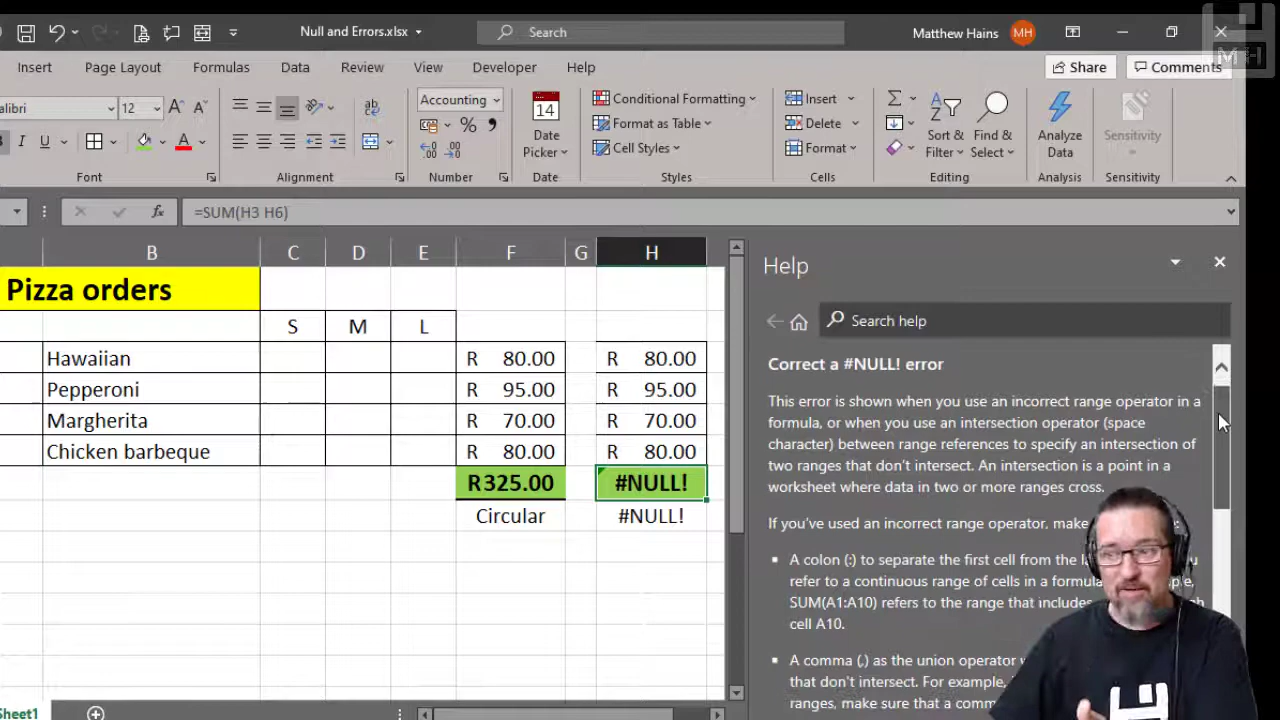 Null and Errors.xlsx
Search
Matthew Hains
MH
M-I
Insert
Page Layout
Formulas
Data
Review
View
Developer
Help
Share
Comments
alibri
12
Accounting
14
Date Picker
Conditional Formatting
Format as Table
Cell Styles
Insert
Delete
Format
Sort & Filter
Find & Select
Analyze Data
Sensitivity
Font
Alignment
Number
Date
Styles
Cells
Editing
Analysis
Sensitivity
=SUM(H3 H6)
B C D E F G H
Pizza orders
S M L
Hawaiian R 80.00 R 80.00
Pepperoni R 95.00 R 95.00
Margherita R 70.00 R 70.00
Chicken barbeque R 80.00 R 80.00
R325.00 #NULL!
Circular #NULL!
heet1
Help
Search help
Correct a #NULL! error
This error is shown when you use an incorrect range operator in a
formula, or when you use an intersection operator (space
character) between range references to specify an intersection of
two ranges that don't intersect. An intersection is a point in a
worksheet where data in two or more ranges cross.
If you've used an incorrect range operator, make
A colon (:) to separate the first cell from the
refer to a continuous range of cells in a formula
SUM(A1:A10) refers to the range that includes
cell A10.
A comma (,) as the union operator
that don't intersect. For example,
ranges, make sure that a comm